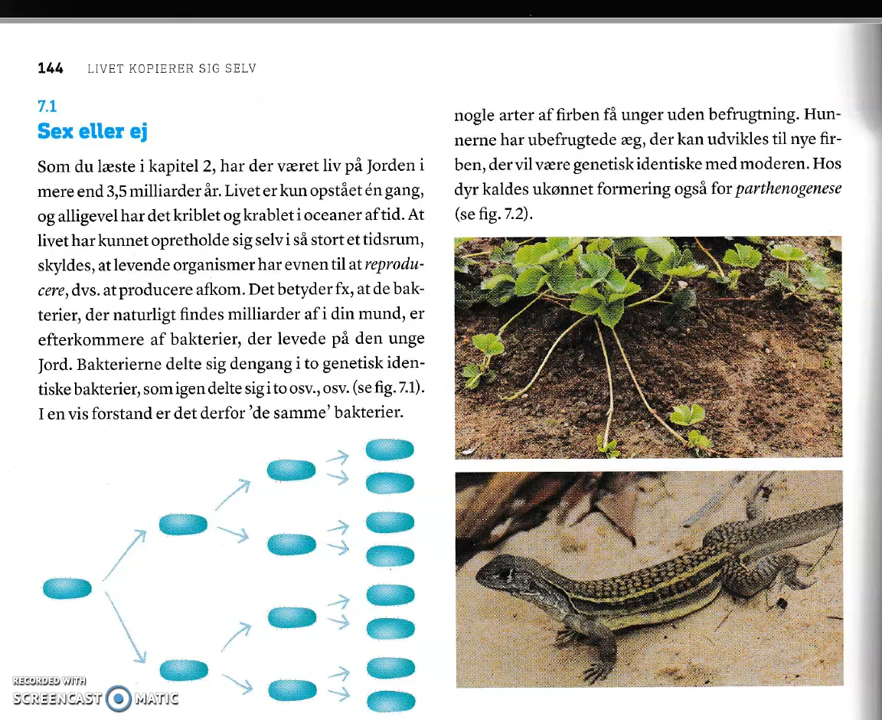 144 LIVET KOPIERER SIG SELV
7.1
Sex eller ej
Som du læste i kapitel 2, har der været liv på Jorden i
mere end 3,5 milliarder år. Livet er kun opstået én gang,
og alligevel har det kriblet og krablet i oceaner af tid. At
livet har kunnet opretholde sig selv i så stort et tidsrum,
skyldes, at levende organismer har evnen til at reprodu-
cere, dvs. at producere afkom. Det betyder fx, at de bak-
terier, der naturligt findes milliarder af i din mund, er
efterkommere af bakterier, der levede på den unge
Jord. Bakterierne delte sig dengang i to genetisk iden-
tiske bakterier, som igen delte sig i to osv., osv. (se fig. 7.1).
I en vis forstand er det derfor 'de samme' bakterier.
nogle arter af firben få unger uden befrugtning. Hun-
nerne har ubefrugtede æg, der kan udvikles til nye fir-
ben, der vil være genetisk identiske med moderen. Hos
dyr kaldes ukønnet formering også for parthenogenese
(se fig. 7.2).
RECORDED WITH
SCREENCAST MATIC